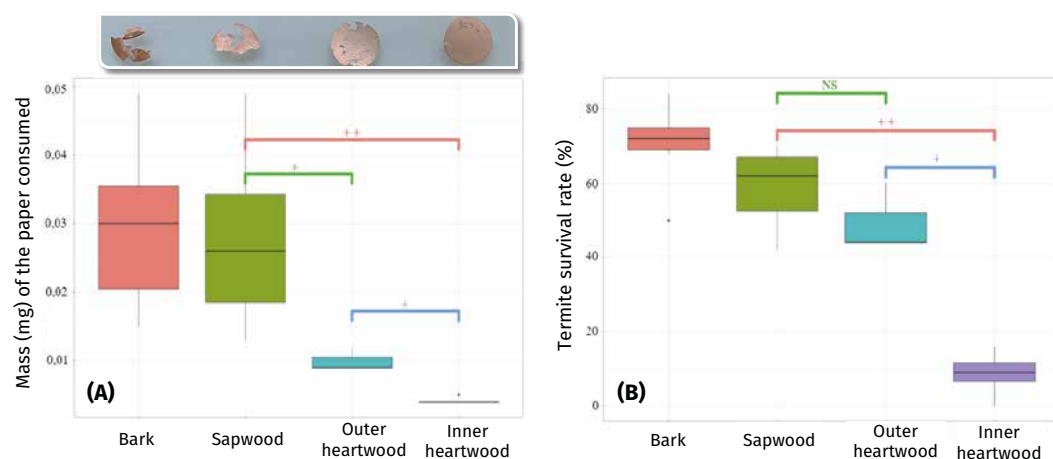 0,05
0,04
0,03
0,02
0,01
Mass (mg) of the paper consumed
++
+
+
(A)
Bark
Sapwood
Outer
heartwood
Inner
heartwood
80
60
40
20
0
Termite survival rate (%)
NS
++
+
(B)
Bark
Sapwood
Outer
heartwood
Inner
heartwood